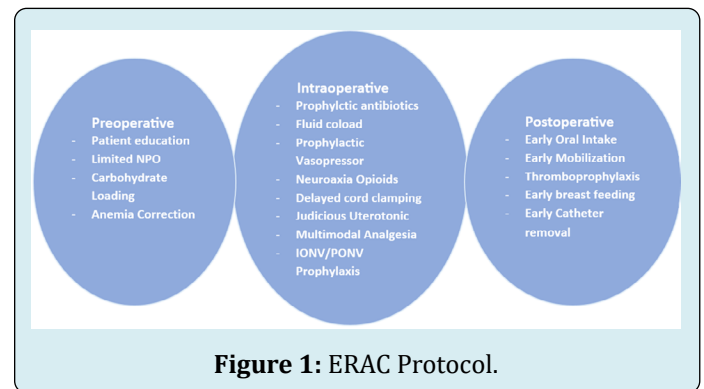 Preoperative
- Patient education
- Limited NPO
- Carbohydrate
Loading
- Anemia Correction
Intraoperative
- Prophylctic antibiotics
- Fluid coload
- Prophylactic
Vasopressor
- Neuroaxia Opioids
- Delayed cord clamping
- Judicious Uterotonic
- Multimodal Analgesia
- IONV/PONV
Prophylaxis
Postoperative
- Early Oral Intake
- Early Mobilization
- Thromboprophylaxis
- Early breast feeding
- Early Catheter
removal
Figure 1: ERAC Protocol.